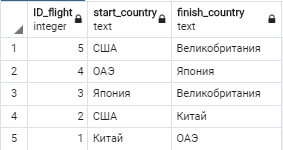 ID_flight start_country finish_country
integer text text
1 5 США Великобритания
2 4 ОАЭ Япония
3 3 Япония Великобритания
4 2 США Китай
5 1 Китай ОАЭ